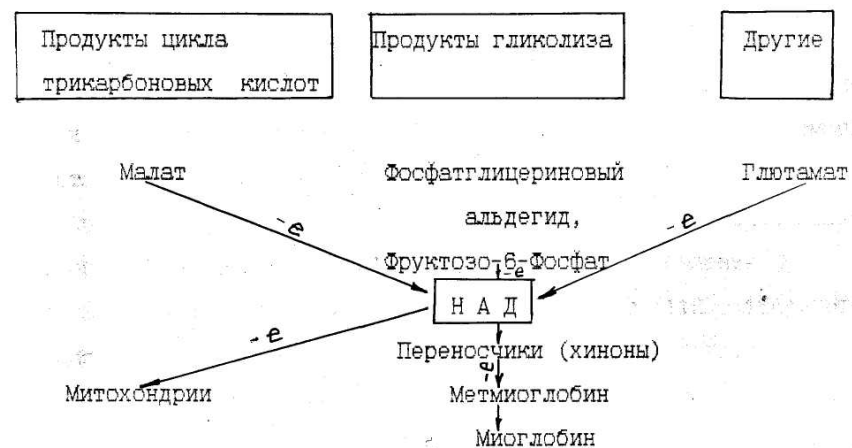 Продукты цикла
трикарбоновых кислот
Продукты гликолиза
Другие
Малат
Фосфатглицериновый
альдегид,
Фруктозо-6-Фосфат
Глютамат
-е
-е
-е
Н А Д
-е
Переносчики (хиноны)
-е
Митохондрии
Метмиоглобин
Миоглобин